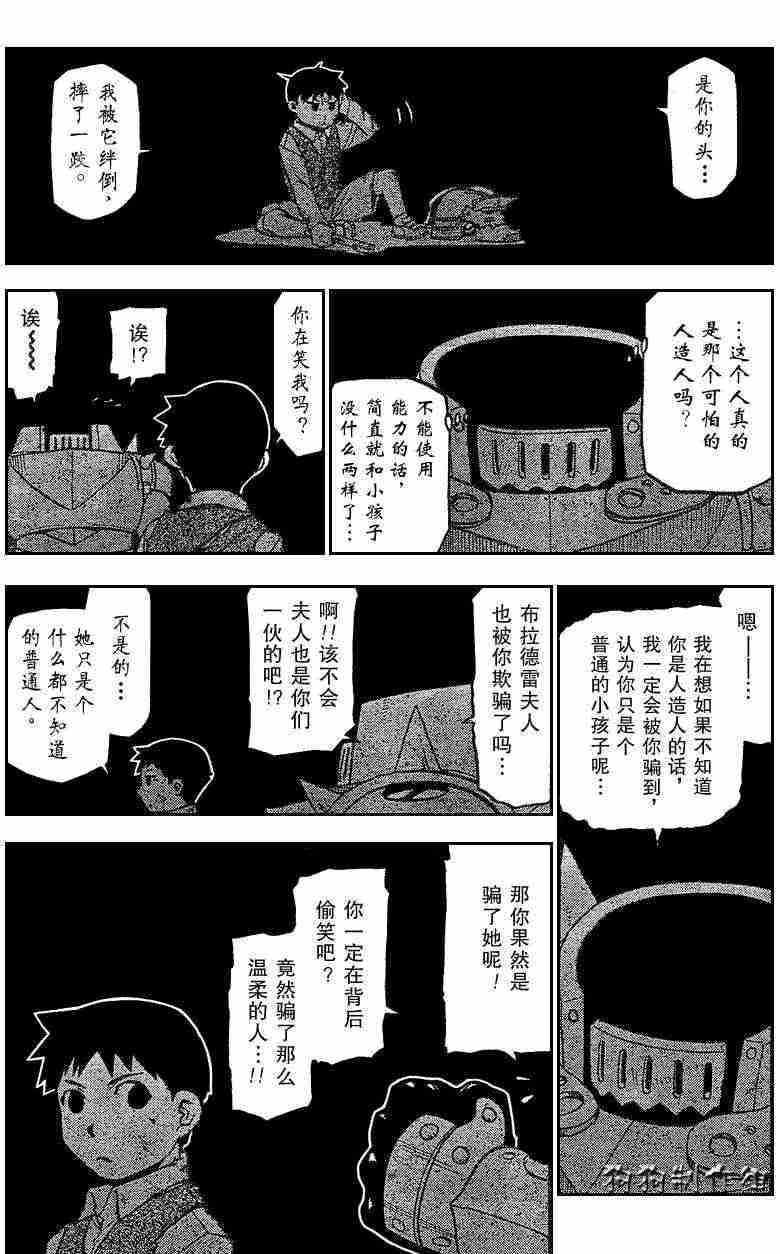 是你的头…
我被它绊倒，
摔了一跤。
…这个人真的
是那个可怕的
人造人吗？
不能使用
能力的话，
简直就和小孩子
没什么两样了…
你在笑我吗？
诶!?
诶~~~
嗯——…
我在想如果不知道
你是人造人的话，
我一定会被你骗到，
认为你只是个
普通的小孩子呢…
布拉德雷夫人
也被你欺骗了吗…
啊!!该不会
夫人也是你们
一伙的吧!?
不是的…
她只是个
什么都不知道
的普通人。
那你果然是
骗了她呢！
你一定在背后
偷笑吧？
竟然骗了那么
温柔的人…!!
狗狗制作组